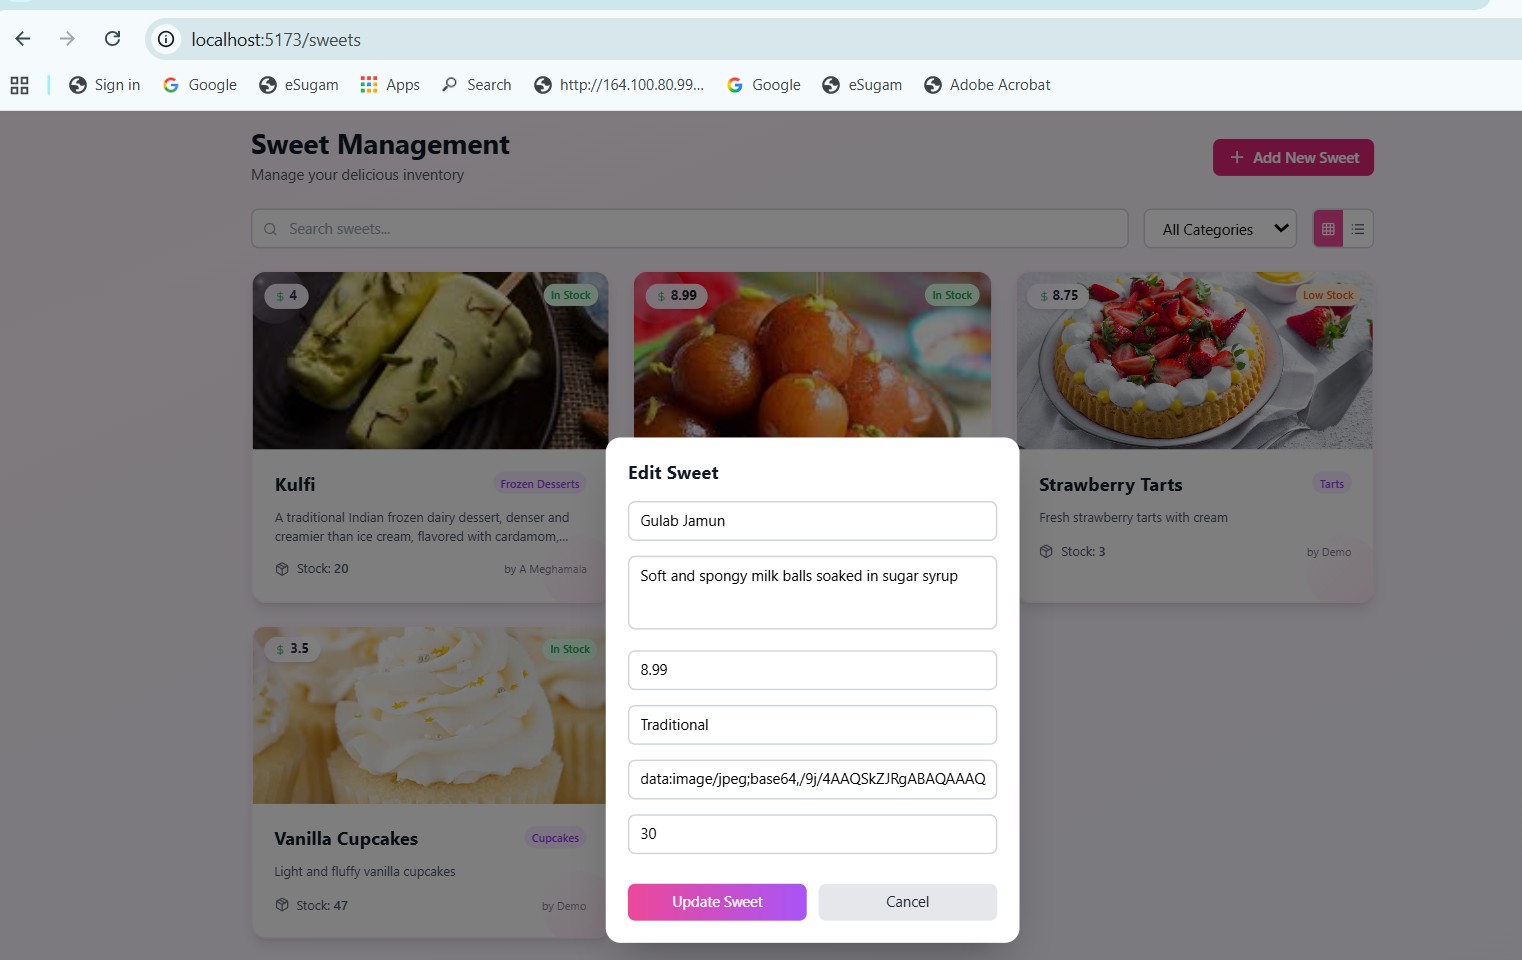 localhost:5173/sweets
Sign in
Google
eSugam
Apps
Search
http://164.100.80.99...
Google
eSugam
Adobe Acrobat
Sweet Management
Manage your delicious inventory
+ Add New Sweet
Search sweets...
All Categories
$ 4
In Stock
$ 8.99
In Stock
$ 8.75
Low Stock
Kulfi
Frozen Desserts
A traditional Indian frozen dairy dessert, denser and
creamier than ice cream, flavored with cardamom,...
Stock: 20
by A Meghamala
Strawberry Tarts
Tarts
Fresh strawberry tarts with cream
Stock: 3
by Demo
$ 3.5
In Stock
Vanilla Cupcakes
Cupcakes
Light and fluffy vanilla cupcakes
Stock: 47
by Demo
Edit Sweet
Gulab Jamun
Soft and spongy milk balls soaked in sugar syrup
8.99
Traditional
data:image/jpeg;base64,/9j/4AAQSkZJRgABAQAAAQ
30
Update Sweet
Cancel